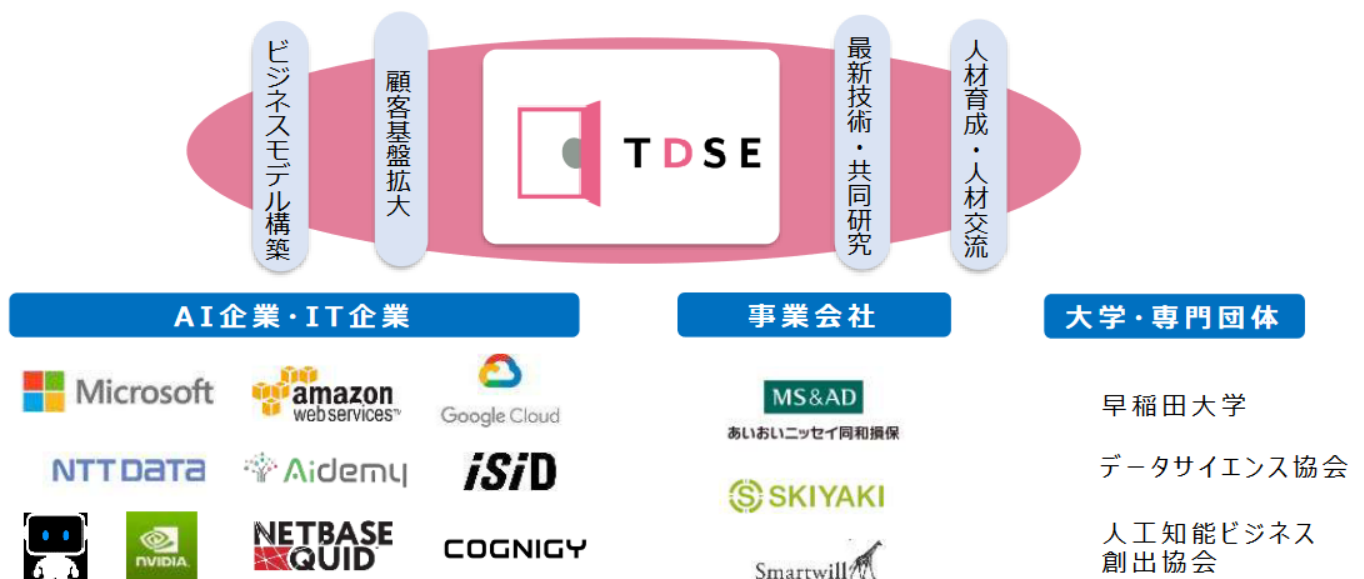 ビジネスモデル構築
顧客基盤拡大
TDSE
最新技術・共同研究
人材育成・人材交流
AI企業・IT企業
事業会社
大学・専門団体
Microsoft
amazon
webservices™
Google Cloud
MS&AD
あいおいニッセイ同和損保
早稲田大学
NTT DATA
Aidemy
iSiD
SKIYAKI
データサイエンス協会
NVIDIA
NETBASE
QUID
COGNIGY
Smartwill
人工知能ビジネス
創出協会